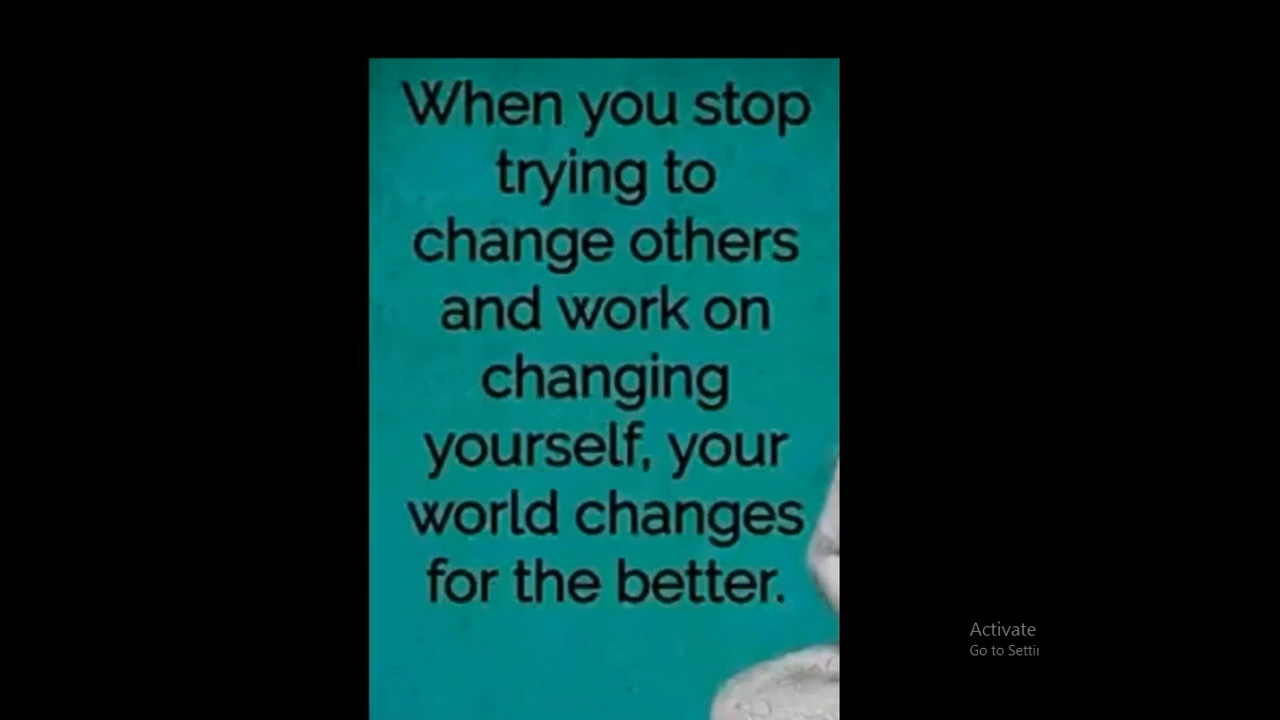 When you stop
trying to
change others
and work on
changing
yourself, your
world changes
for the better.
Activate
Go to Settin